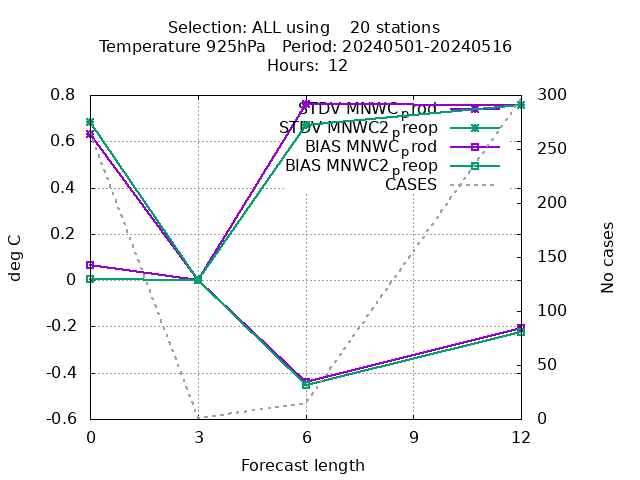 Selection: ALL using    20 stations
Temperature 925hPa   Period: 20240501-20240516
Hours: 12
STDV MNWC_prod
STDV MNWC2_preop
BIAS MNWC_prod
BIAS MNWC2_preop
CASES
0.8
0.6
0.4
0.2
0
-0.2
-0.4
-0.6
300
250
200
150
100
50
0
deg C
No cases
0 3 6 9 12
Forecast length